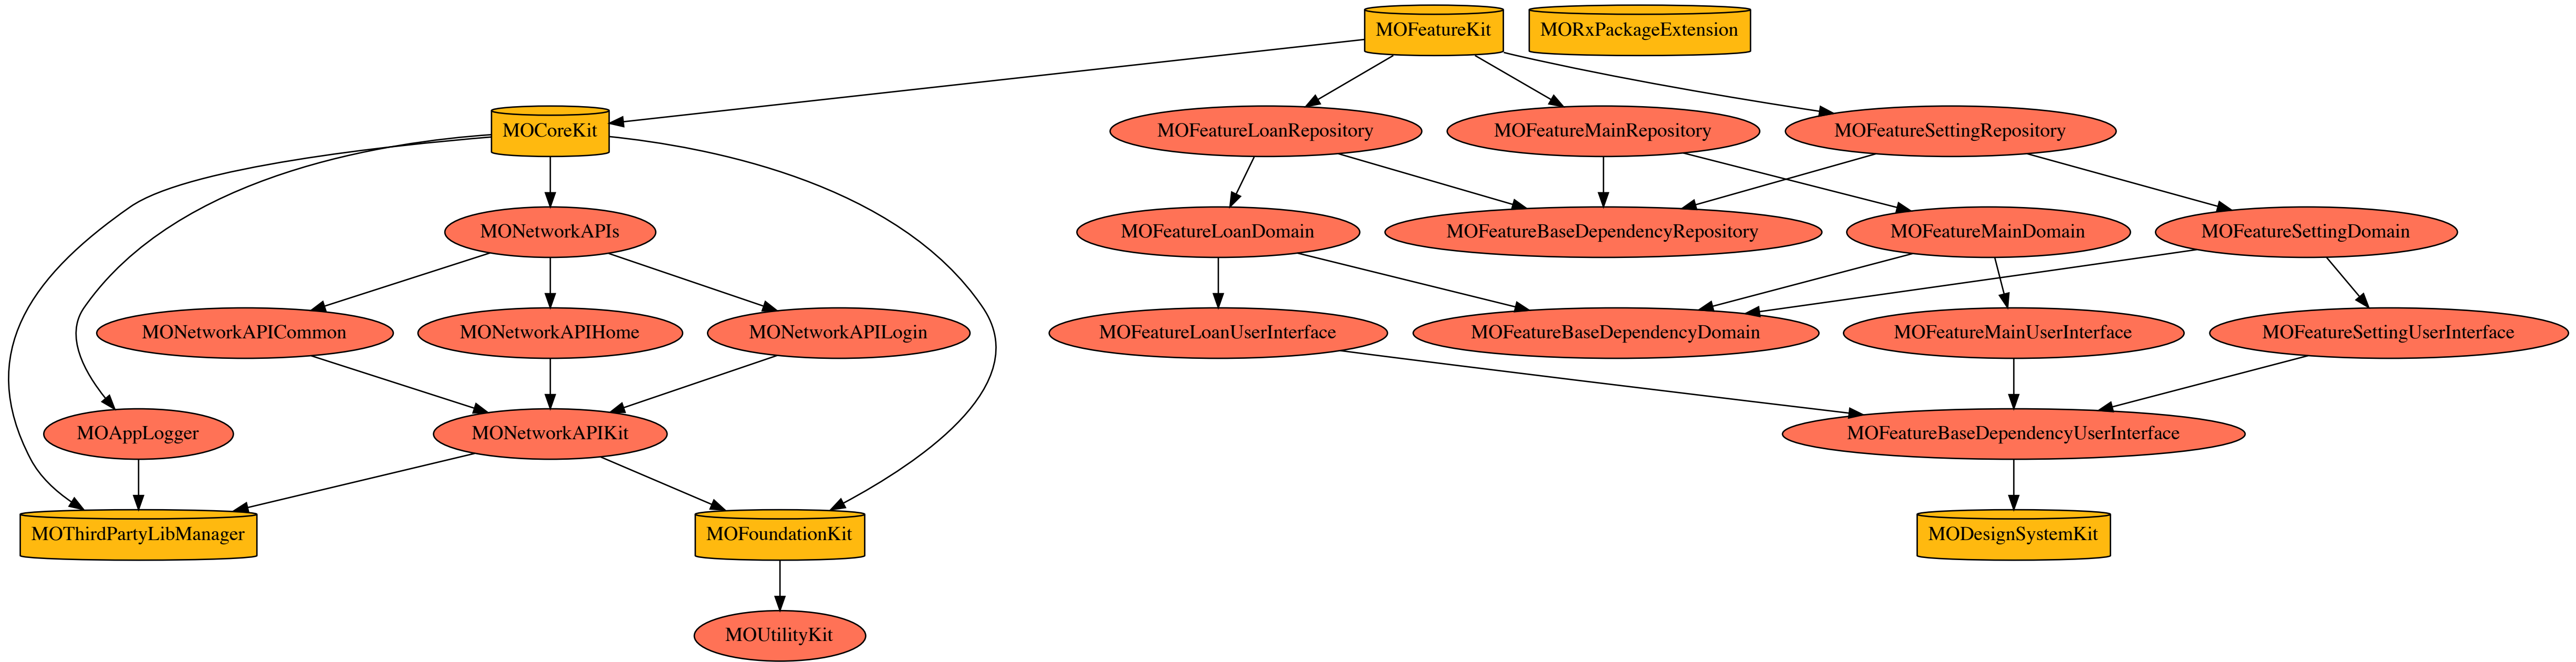 MOFeatureKit
MORxPackageExtension
MOCoreKit
MOFeatureLoanRepository
MOFeatureMainRepository
MOFeatureSettingRepository
MONetworkAPIs
MOFeatureLoanDomain
MOFeatureBaseDependencyRepository
MOFeatureMainDomain
MOFeatureSettingDomain
MONetworkAPICommon
MONetworkAPIHome
MONetworkAPILogin
MOFeatureLoanUserInterface
MOFeatureBaseDependencyDomain
MOFeatureMainUserInterface
MOFeatureSettingUserInterface
MOAppLogger
MONetworkAPIKit
MOFeatureBaseDependencyUserInterface
MOThirdPartyLibManager
MOFoundationKit
MODesignSystemKit
MOUtilityKit